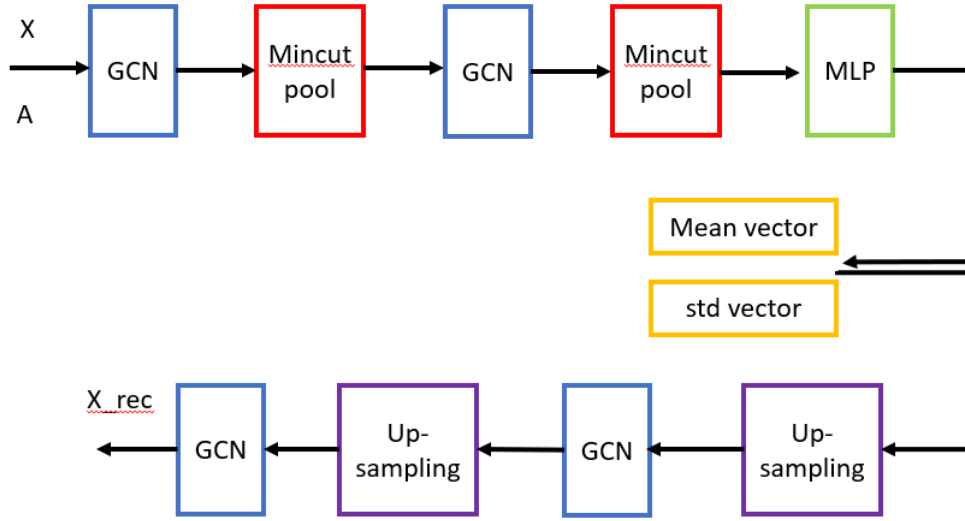 X
A
GCN
Mincut
pool
GCN
Mincut
pool
MLP
Mean vector
std vector
X_rec
GCN
Up-
sampling
GCN
Up-
sampling